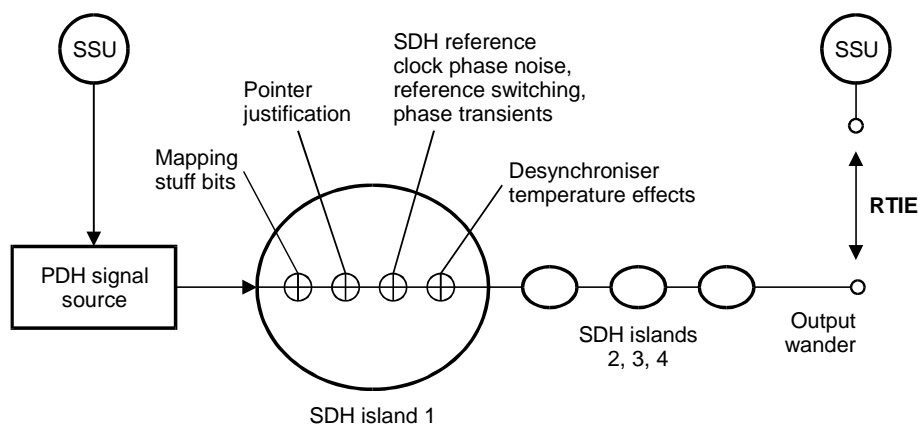 SSU
SSU
SDH reference
clock phase noise,
reference switching,
phase transients
Pointer
justification
Mapping
stuff bits
Desynchroniser
temperature effects
RTIE
PDH signal
source
SDH islands
2, 3, 4
Output
wander
SDH island 1